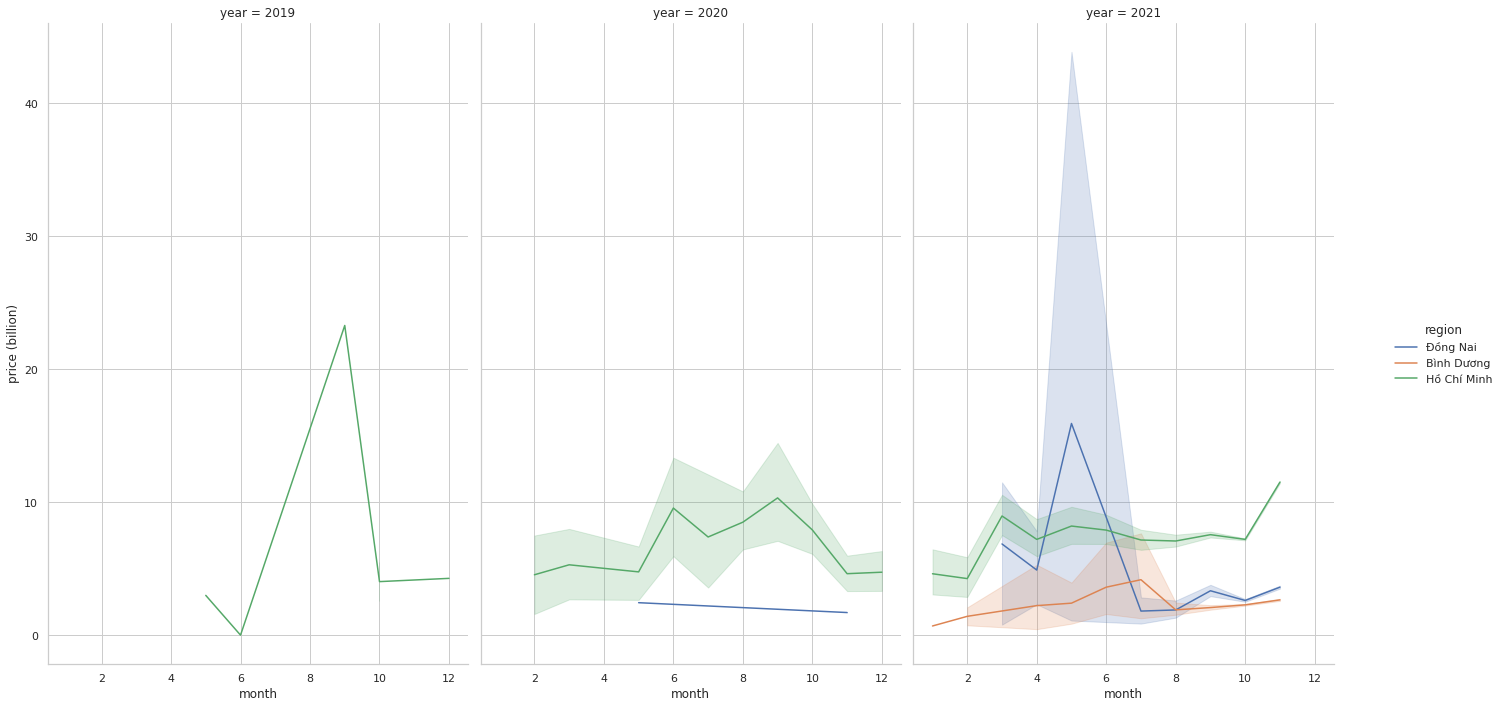 year = 2019
year = 2020
year = 2021
price (billion)
40
30
20
10
0
2 4 6 8 10 12
2 4 6 8 10 12
2 4 6 8 10 12
month
month
month
region
Đồng Nai
Bình Dương
Hồ Chí Minh